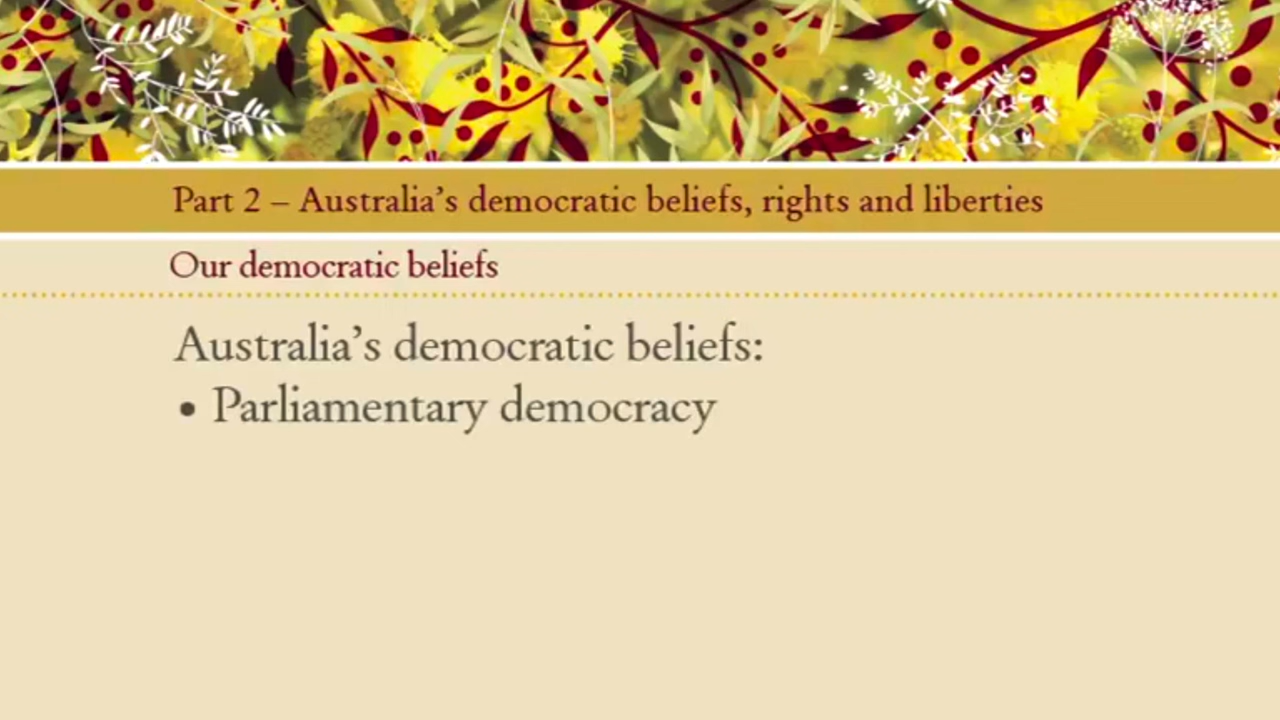 Part 2 – Australia’s democratic beliefs, rights and liberties
Our democratic beliefs
Australia’s democratic beliefs:
• Parliamentary democracy